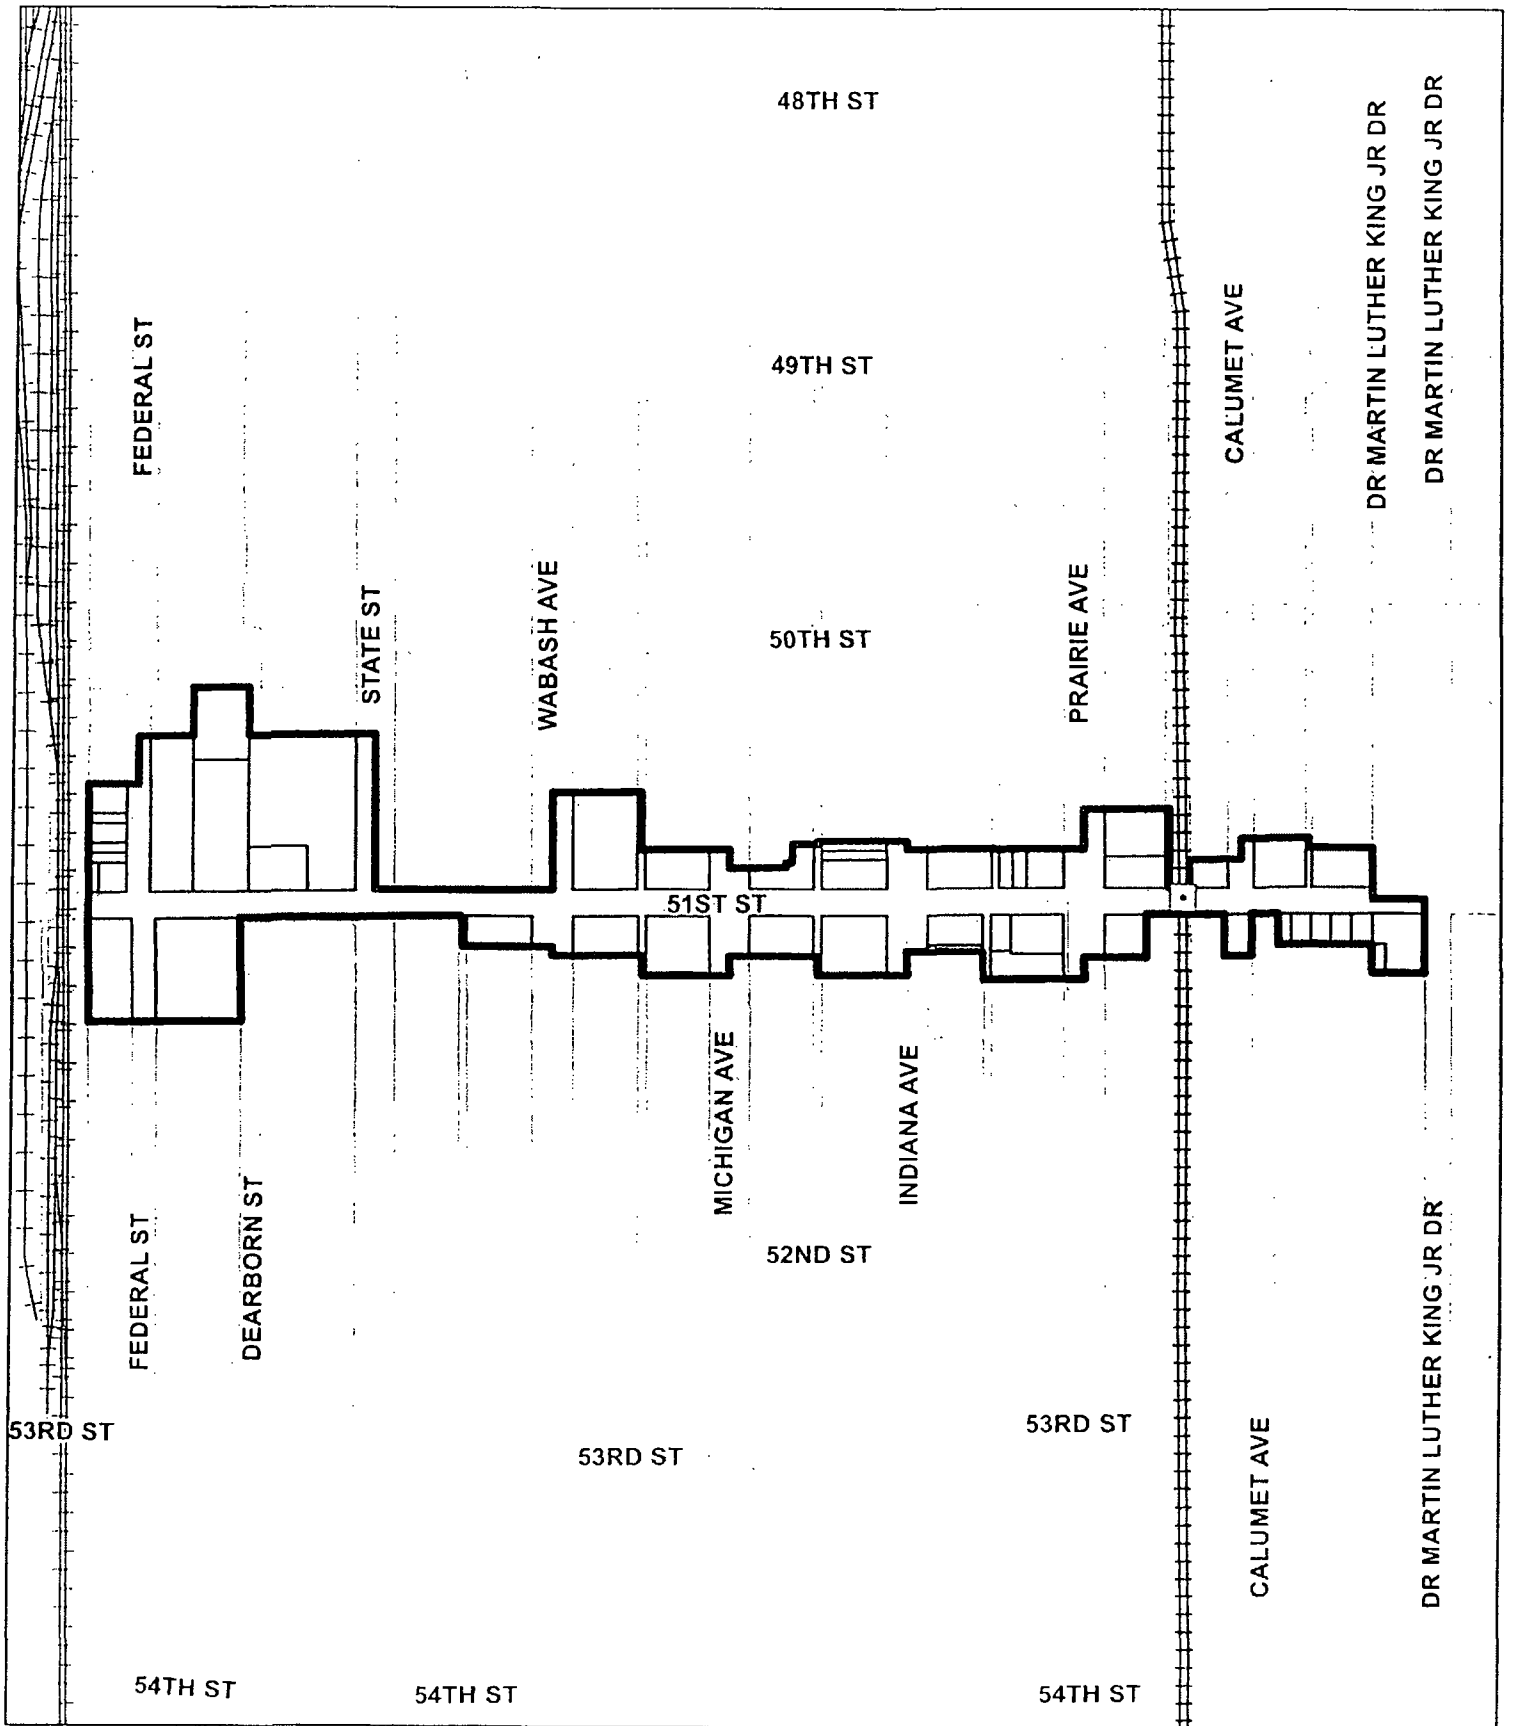 48TH ST
DR MARTIN LUTHER KING JR DR
DR MARTIN LUTHER KING JR DR
FEDERAL ST
49TH ST
CALUMET AVE
STATE ST
WABASH AVE
50TH ST
PRAIRIE AVE
51ST ST
MICHIGAN AVE
INDIANA AVE
FEDERAL ST
DEARBORN ST
52ND ST
DR MARTIN LUTHER KING JR DR
53RD ST
53RD ST
53RD ST
CALUMET AVE
54TH ST
54TH ST
54TH ST